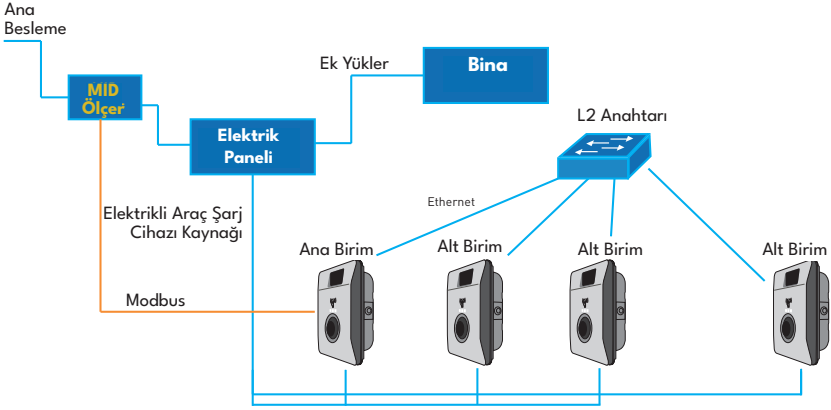 Ana
Besleme
MID
Ölçer
Elektrik
Paneli
Ek Yükler
Bina
L2 Anahtarı
Ethernet
Elektrikli Araç Şarj
Cihazı Kaynağı
Ana Birim
Alt Birim
Alt Birim
Alt Birim
Modbus